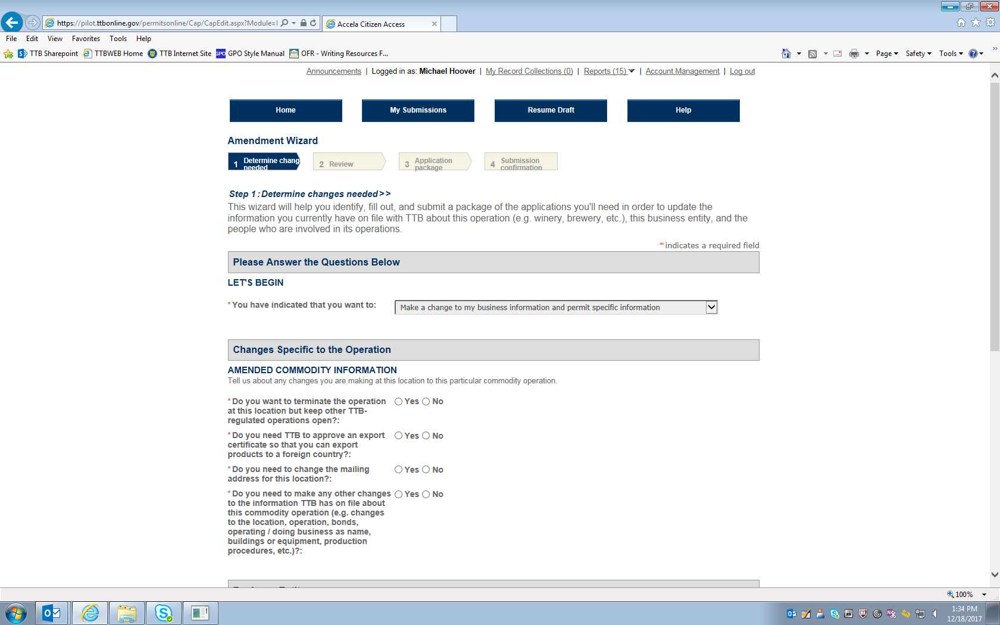 https://pilot.ttbonline.gov/permitsonline/Cap/CapEdit.aspx?Module=
Accela Citizen Access
File Edit View Favorites Tools Help
TTB Sharepoint TTBWEB Home TTB Internet Site GPO GPO Style Manual OFR - Writing Resources F... Page Safety Tools
Announcements | Logged in as: Michael Hoover | My Record Collections (0) | Reports (15) | Account Management | Log out
Home My Submissions Resume Draft Help
Amendment Wizard
1 Determine chang
needed
2 Review
3 Application
package
4 Submission
confirmation
Step 1: Determine changes needed>>
This wizard will help you identify, fill out, and submit a package of the applications you'll need in order to update the
information you currently have on file with TTB about this operation (e.g. winery, brewery, etc.), this business entity, and the
people who are involved in its operations.
* indicates a required field
Please Answer the Questions Below
LET'S BEGIN
* You have indicated that you want to: Make a change to my business information and permit specific information
Changes Specific to the Operation
AMENDED COMMODITY INFORMATION
Tell us about any changes you are making at this location to this particular commodity operation.
* Do you want to terminate the operation Yes No
at this location but keep other TTB-
regulated operations open?:
* Do you need TTB to approve an export Yes No
certificate so that you can export
products to a foreign country?:
* Do you need to change the mailing Yes No
address for this location?:
* Do you need to make any other changes Yes No
to the information TTB has on file about
this commodity operation (e.g. changes
to the location, operation, bonds,
operating / doing business as name,
buildings or equipment, production
procedures, etc.)?:
100%
1:34 PM
12/18/2017